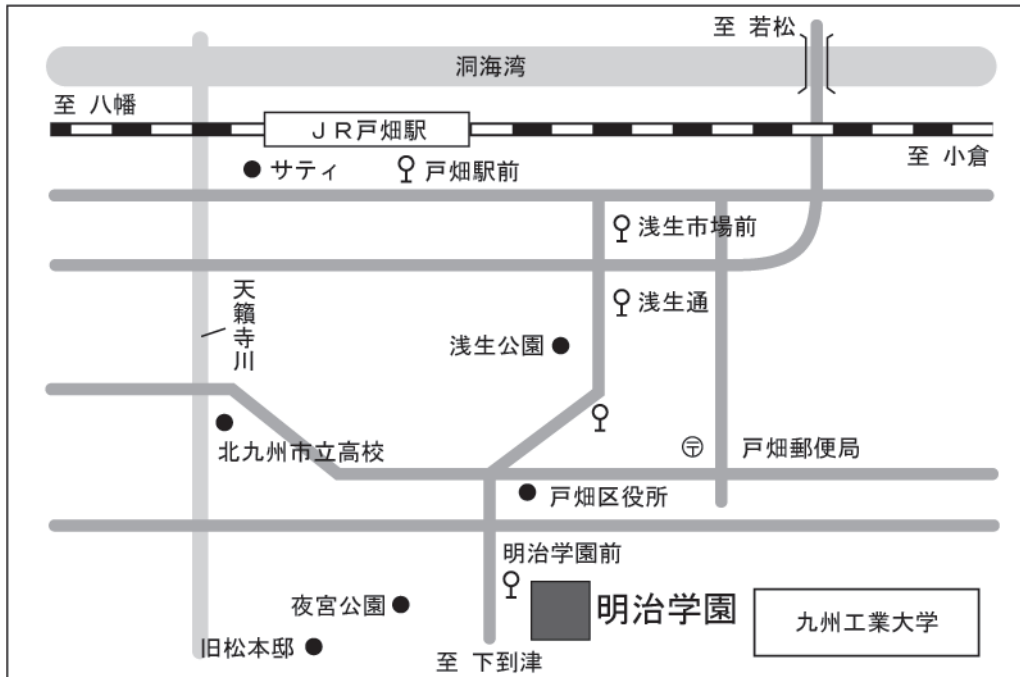 至 若松
洞海湾
至 八幡
JR戸畑駅
至 小倉
サティ
戸畑駅前
浅生市場前
天籟寺川
浅生通
浅生公園
北九州市立高校
〒
戸畑郵便局
戸畑区役所
明治学園前
夜宮公園
明治学園
九州工業大学
旧松本邸
至 下到津